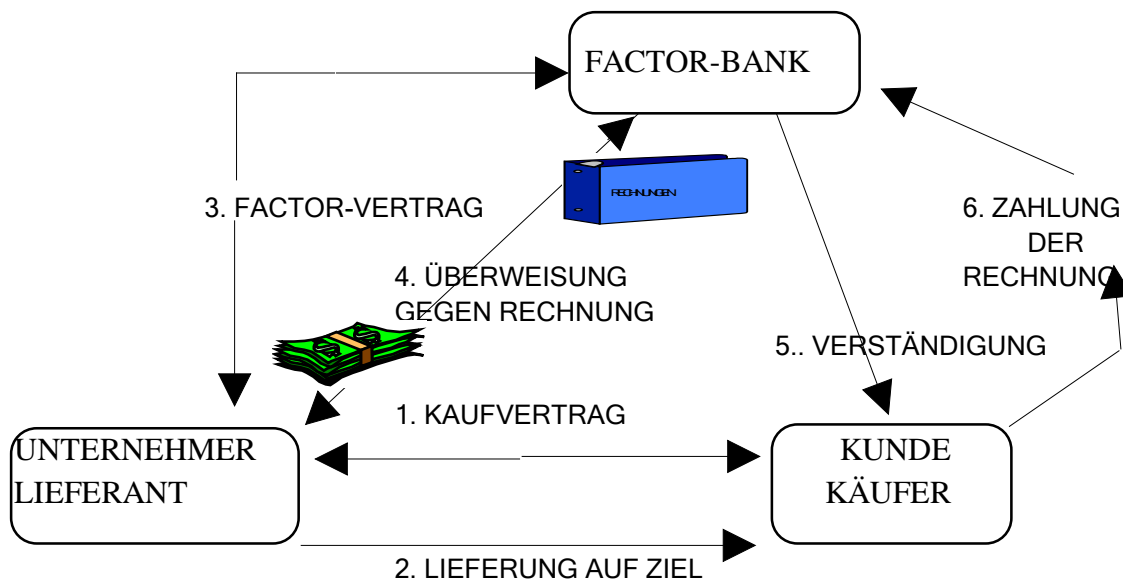 FACTOR-BANK
RECHNUNGEN
3. FACTOR-VERTRAG
6. ZAHLUNG
DER
RECHNUNG
4. ÜBERWEISUNG
GEGEN RECHNUNG
5.. VERSTÄNDIGUNG
1. KAUFVERTRAG
UNTERNEHMER
LIEFERANT
KUNDE
KÄUFER
2. LIEFERUNG AUF ZIEL